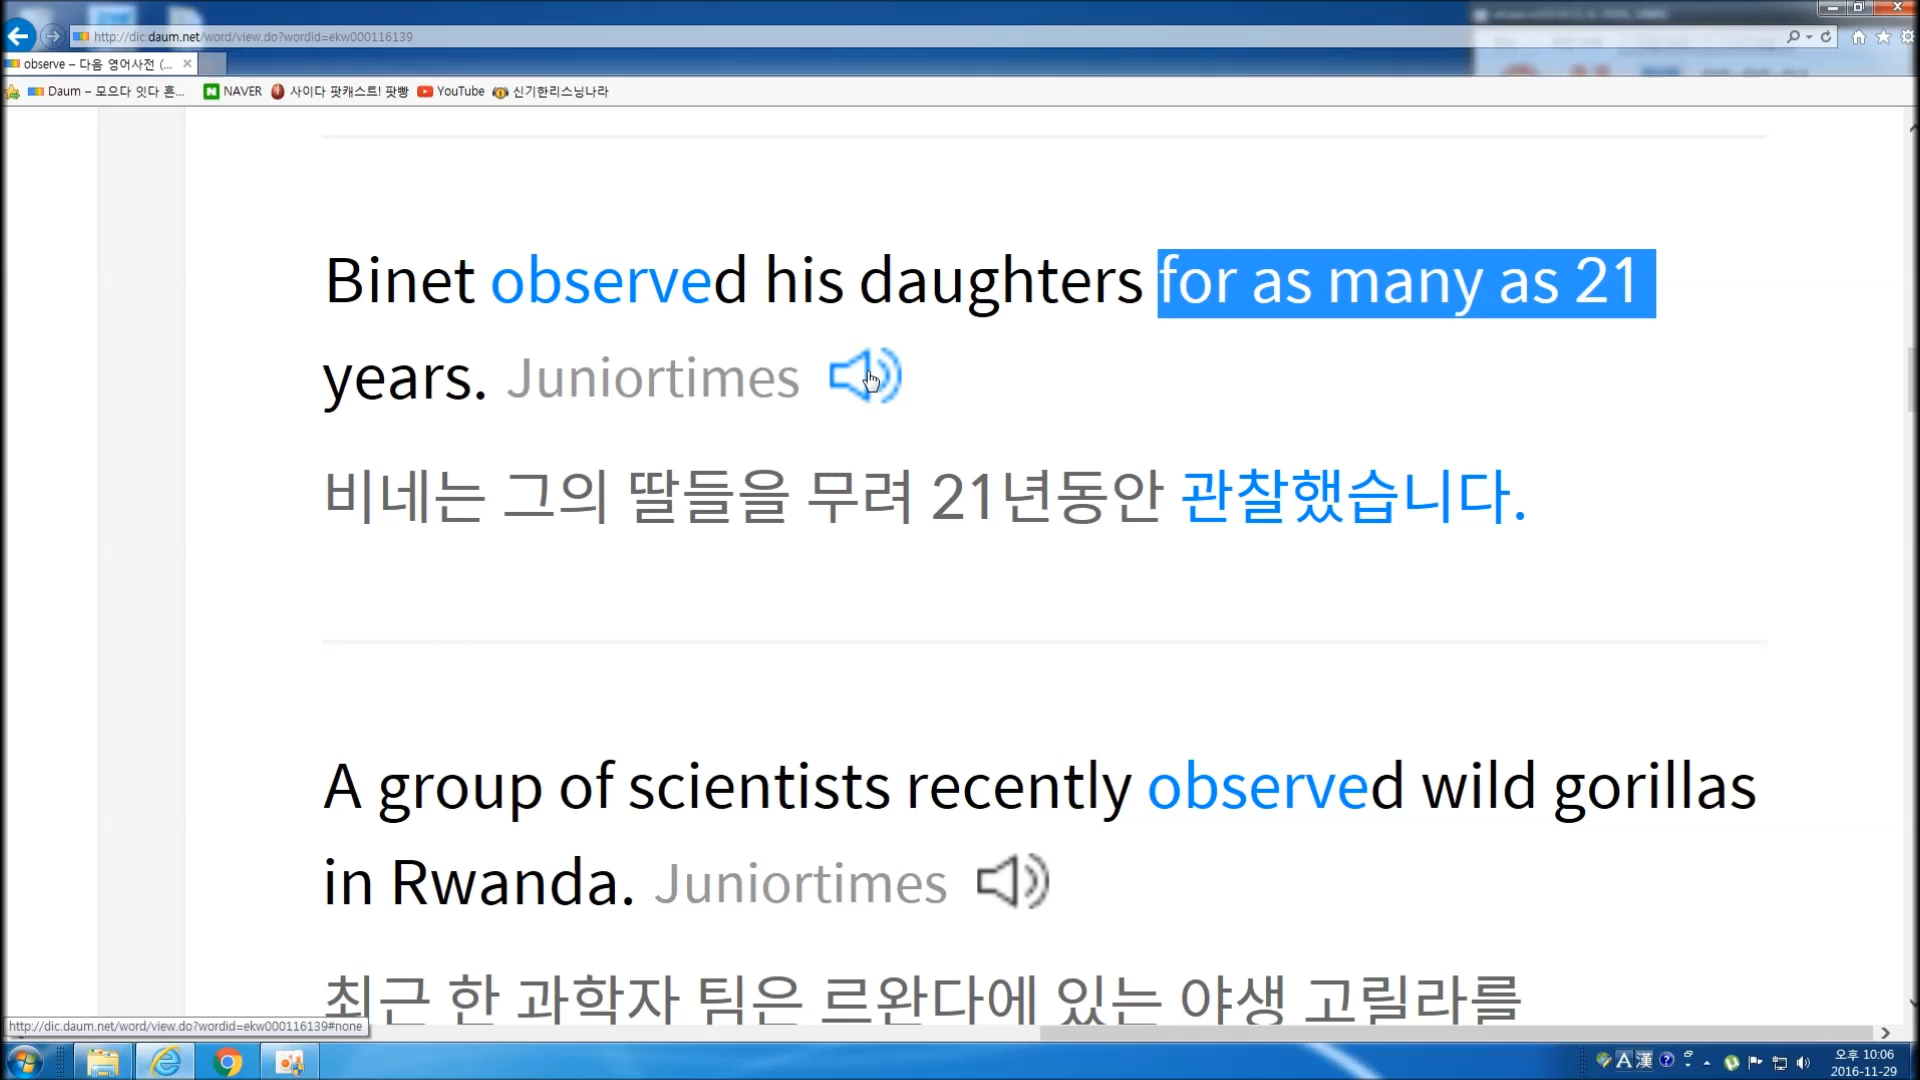 http://dic.daum.net/word/view.do?wordid=ekw000116139
observe – 다음 영어사전 (...
Daum – 모으다 잇다 흔...
NAVER
사이다 팟캐스트! 팟빵
YouTube
신기한리스닝나라
Binet observed his daughters for as many as 21
years. Juniortimes
비네는 그의 딸들을 무려 21년동안 관찰했습니다.
A group of scientists recently observed wild gorillas
in Rwanda. Juniortimes
최근 한 과학자 팀은 르완다에 있는 야생 고릴라를
http://dic.daum.net/word/view.do?wordid=ekw000116139#none
A 漢
오후 10:06
2016-11-29